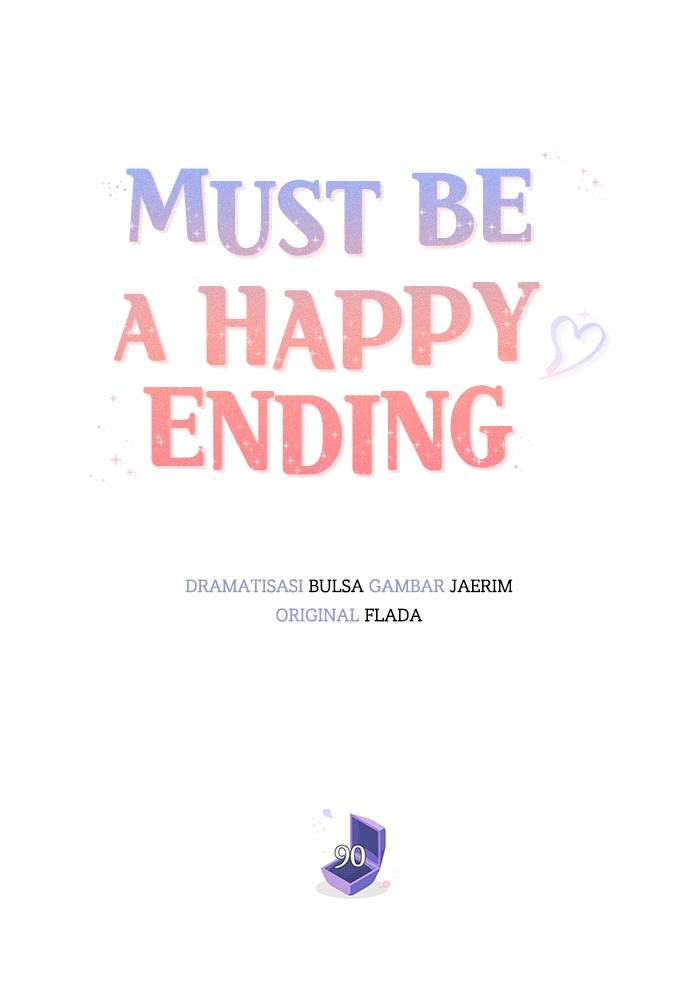 MUST BE
A HAPPY
ENDING
DRAMATISASI BULSA GAMBAR JAERIM
ORIGINAL FLADA
90